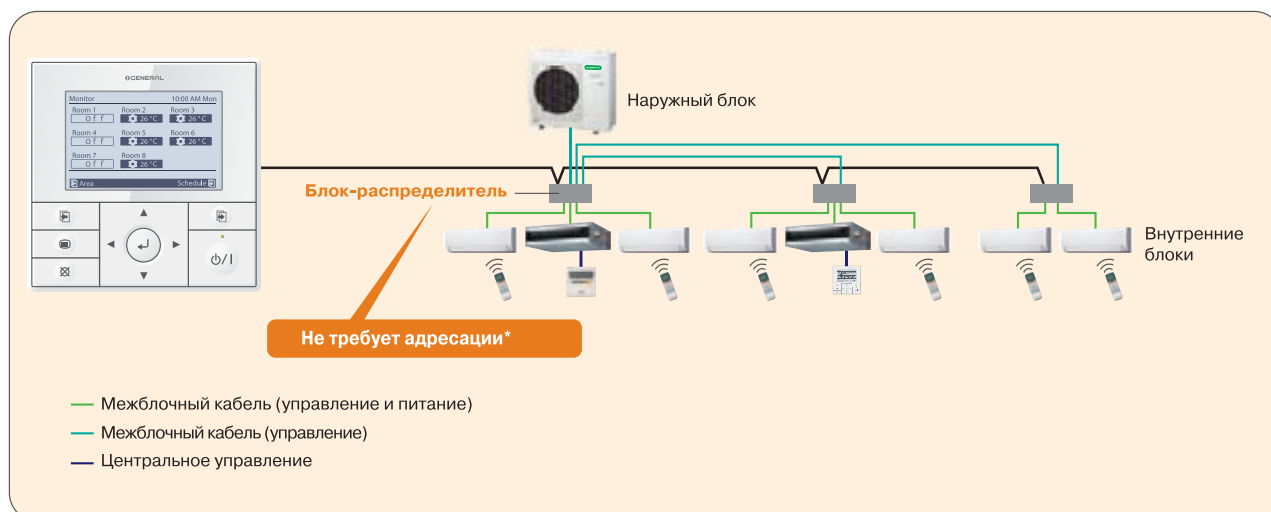 GENERAL
Monitor 10:00 AM Mon
Room 1 Room 2 Room 3
Off 26°C 26°C
Room 4 Room 5 Room 6
Off 26°C 26°C
Room 7 Room 8
Off 26°C
Area Schedule
Наружный блок
Блок-распределитель
Внутренние
блоки
Не требует адресации*
Межблочный кабель (управление и питание)
Межблочный кабель (управление)
Центральное управление